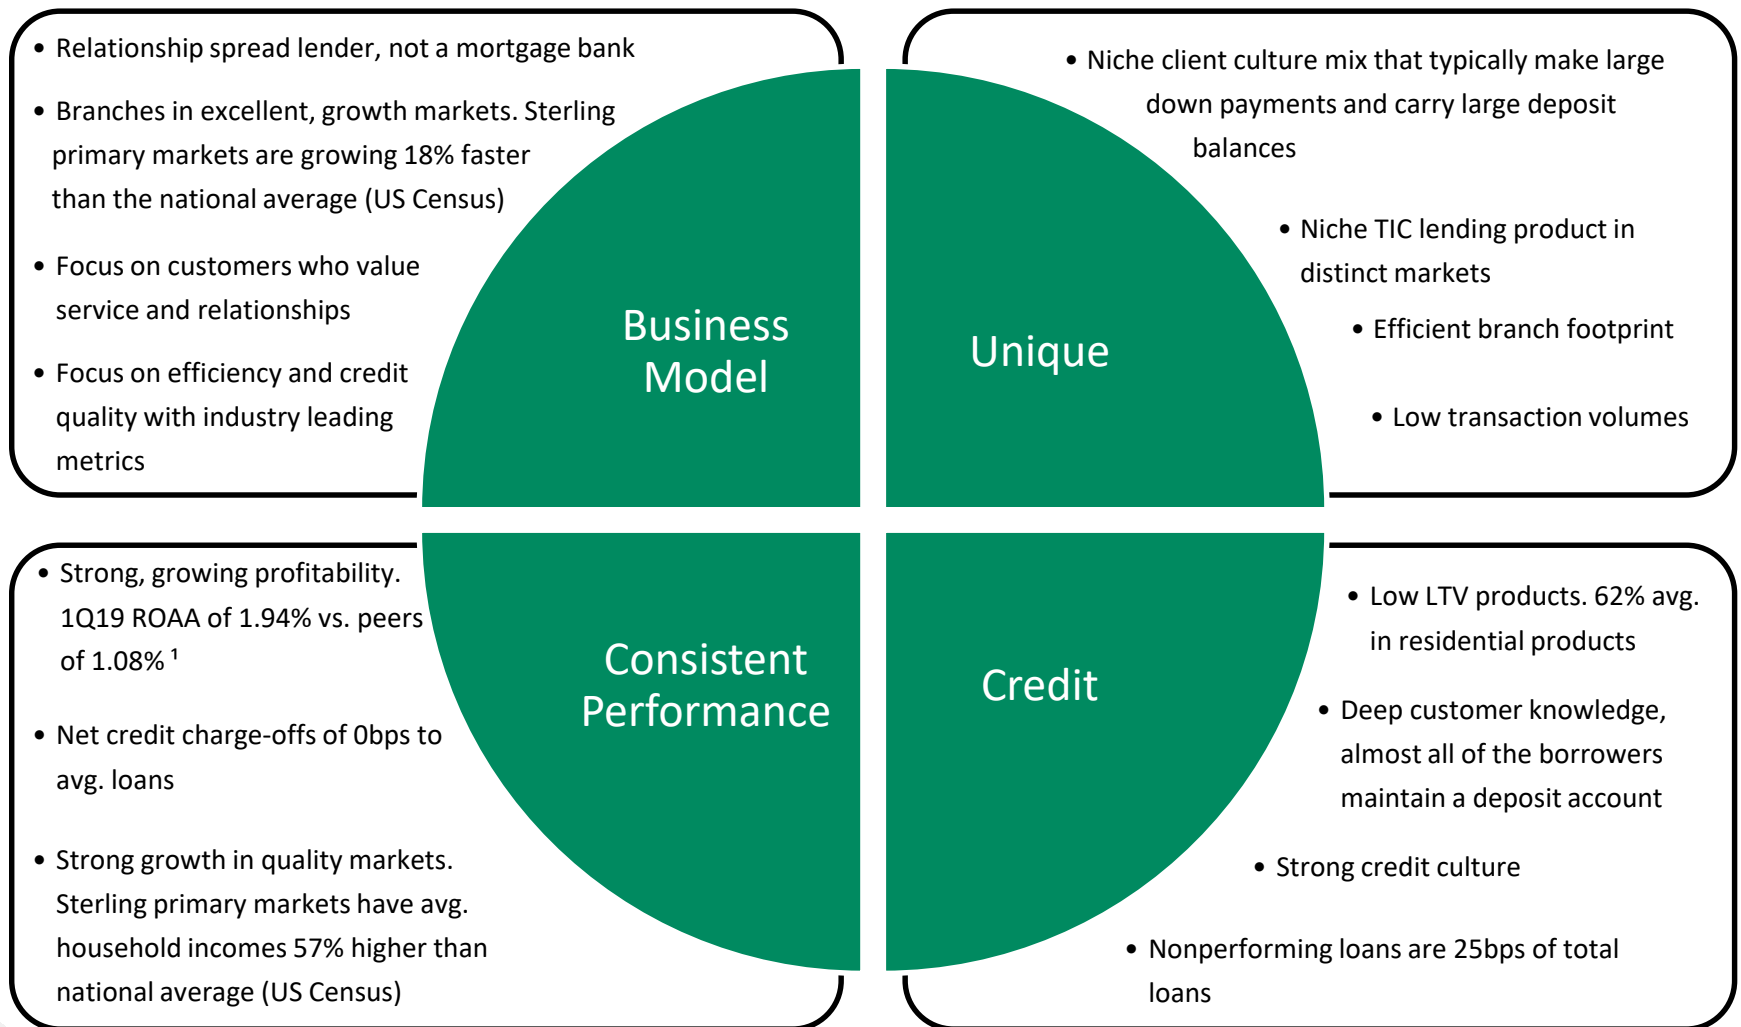 • Relationship spread lender, not a mortgage bank
• Branches in excellent, growth markets. Sterling
primary markets are growing 18% faster
than the national average (US Census)
• Focus on customers who value
service and relationships
• Focus on efficiency and credit
quality with industry leading
metrics
Business
Model
• Niche client culture mix that typically make large
down payments and carry large deposit
balances
• Niche TIC lending product in
distinct markets
• Efficient branch footprint
• Low transaction volumes
Unique
• Strong, growing profitability.
1Q19 ROAA of 1.94% vs. peers
of 1.08% ¹
• Net credit charge-offs of 0bps to
avg. loans
• Strong growth in quality markets.
Sterling primary markets have avg.
household incomes 57% higher than
national average (US Census)
Consistent
Performance
• Low LTV products. 62% avg.
in residential products
• Deep customer knowledge,
almost all of the borrowers
maintain a deposit account
• Strong credit culture
• Nonperforming loans are 25bps of total
loans
Credit